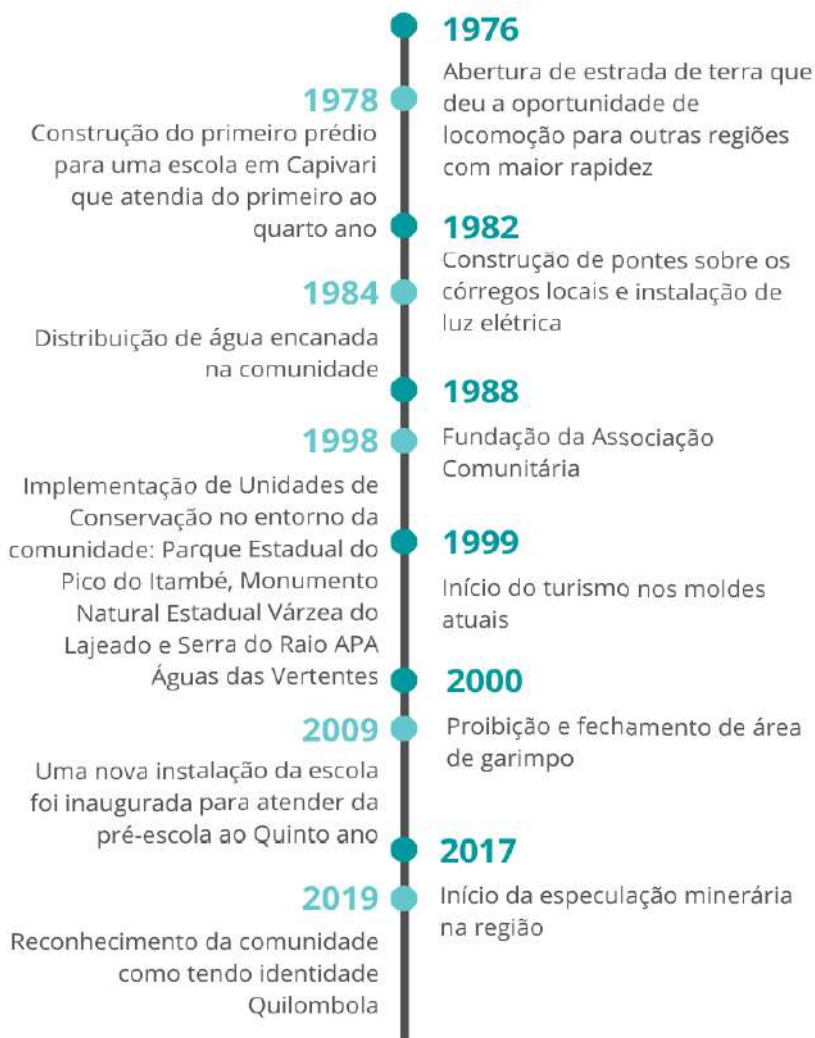 1976
Abertura de estrada de terra que
deu a oportunidade de
locomoção para outras regiões
com maior rapidez
1978
Construção do primeiro prédio
para uma escola em Capivari
que atendia do primeiro ao
quarto ano
1982
Construção de pontes sobre os
córregos locais e instalação de
luz elétrica
1984
Distribuição de água encanada
na comunidade
1988
Fundação da Associação
Comunitária
1998
Implementação de Unidades de
Conservação no entorno da
comunidade: Parque Estadual do
Pico do Itambé, Monumento
Natural Estadual Várzea do
Lajeado e Serra do Raio APA
Águas das Vertentes
1999
Início do turismo nos moldes
atuais
2000
Proibição e fechamento de área
de garimpo
2009
Uma nova instalação da escola
foi inaugurada para atender da
pré-escola ao Quinto ano
2017
Início da especulação minerária
na região
2019
Reconhecimento da comunidade
como tendo identidade
Quilombola